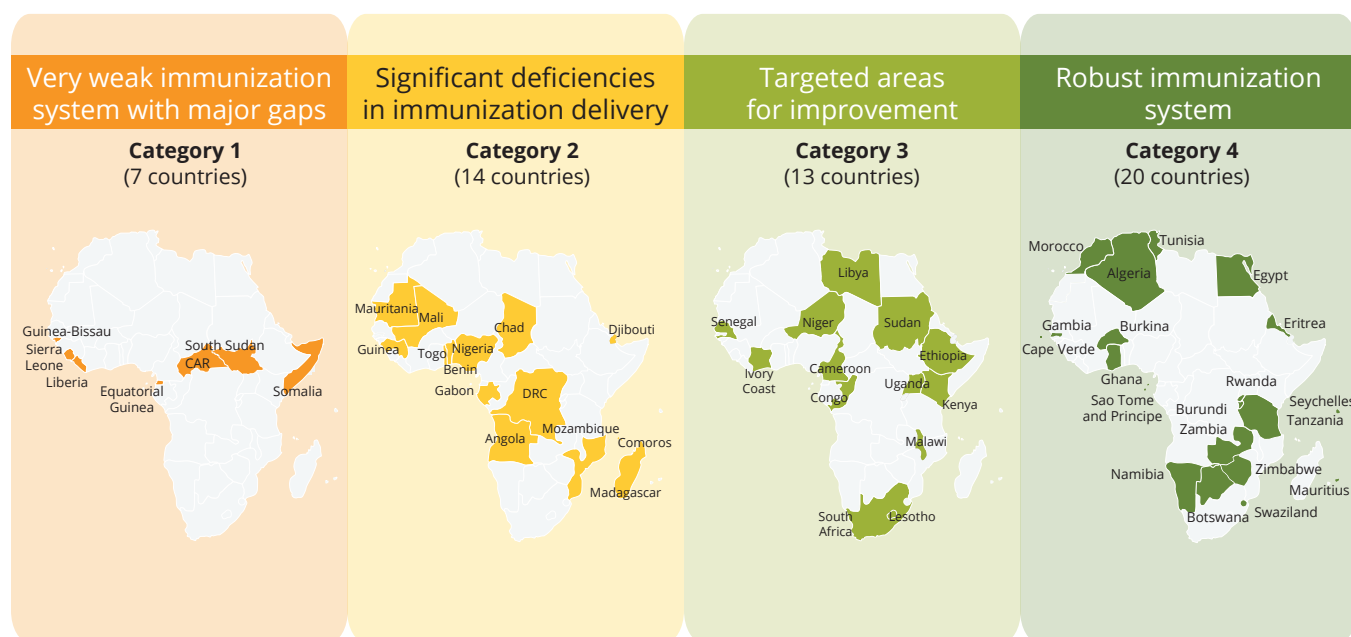 Very weak immunization
system with major gaps
Category 1
(7 countries)
Guinea-Bissau
Sierra
Leone
Liberia
Equatorial
Guinea
South Sudan
CAR
Somalia
Significant deficiencies
in immunization delivery
Category 2
(14 countries)
Mauritania
Mali
Chad
Djibouti
Guinea
Togo
Nigeria
Benin
Gabon
DRC
Angola
Mozambique
Comoros
Madagascar
Targeted areas
for improvement
Category 3
(13 countries)
Libya
Senegal
Niger
Sudan
Ethiopia
Ivory
Coast
Cameroon
Uganda
Congo
Kenya
Malawi
South
Africa
Lesotho
Robust immunization
system
Category 4
(20 countries)
Morocco
Tunisia
Algeria
Egypt
Gambia
Burkina
Eritrea
Cape Verde
Ghana
Rwanda
Sao Tome
and Principe
Seychelles
Burundi
Tanzania
Zambia
Namibia
Zimbabwe
Mauritius
Botswana
Swaziland